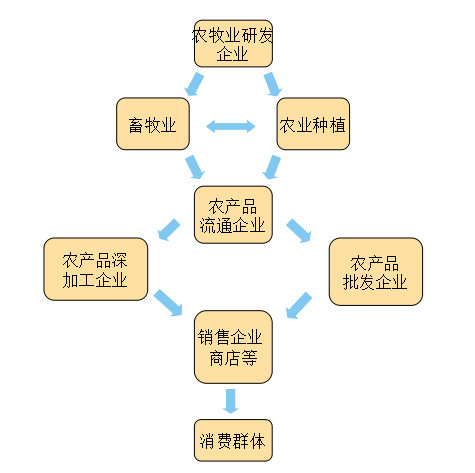 农牧业研发
企业
畜牧业
农业种植
农产品
流通企业
农产品深
加工企业
农产品
批发企业
销售企业
商店等
消费群体